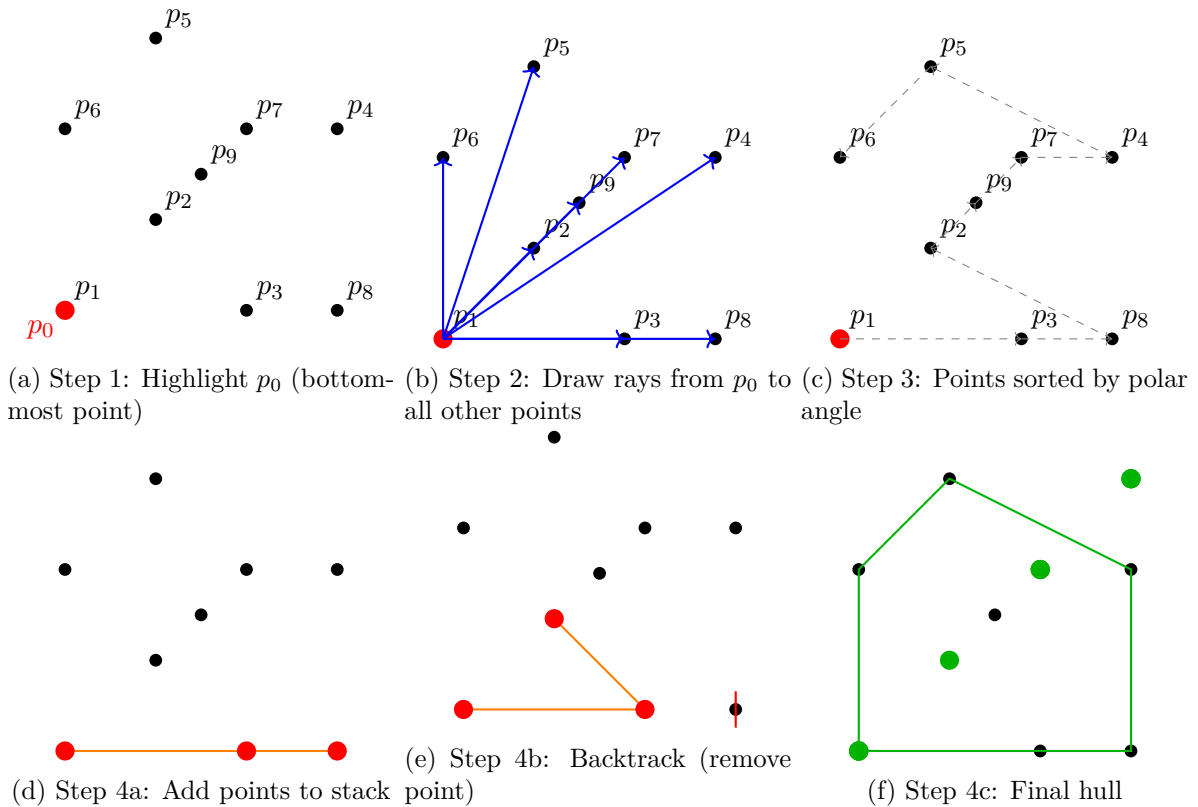 p5
p6
p7
p4
p9
p2
p1
p3
p8
p0
(a) Step 1: Highlight p0 (bottom-
most point)
p5
p6
p7
p4
p9
p2
p1
p3
p8
(b) Step 2: Draw rays from p0 to
all other points
p5
p6
p7
p4
p9
p2
p1
p3
p8
(c) Step 3: Points sorted by polar
angle
(d) Step 4a: Add points to stack
(e) Step 4b: Backtrack (remove
point)
(f) Step 4c: Final hull